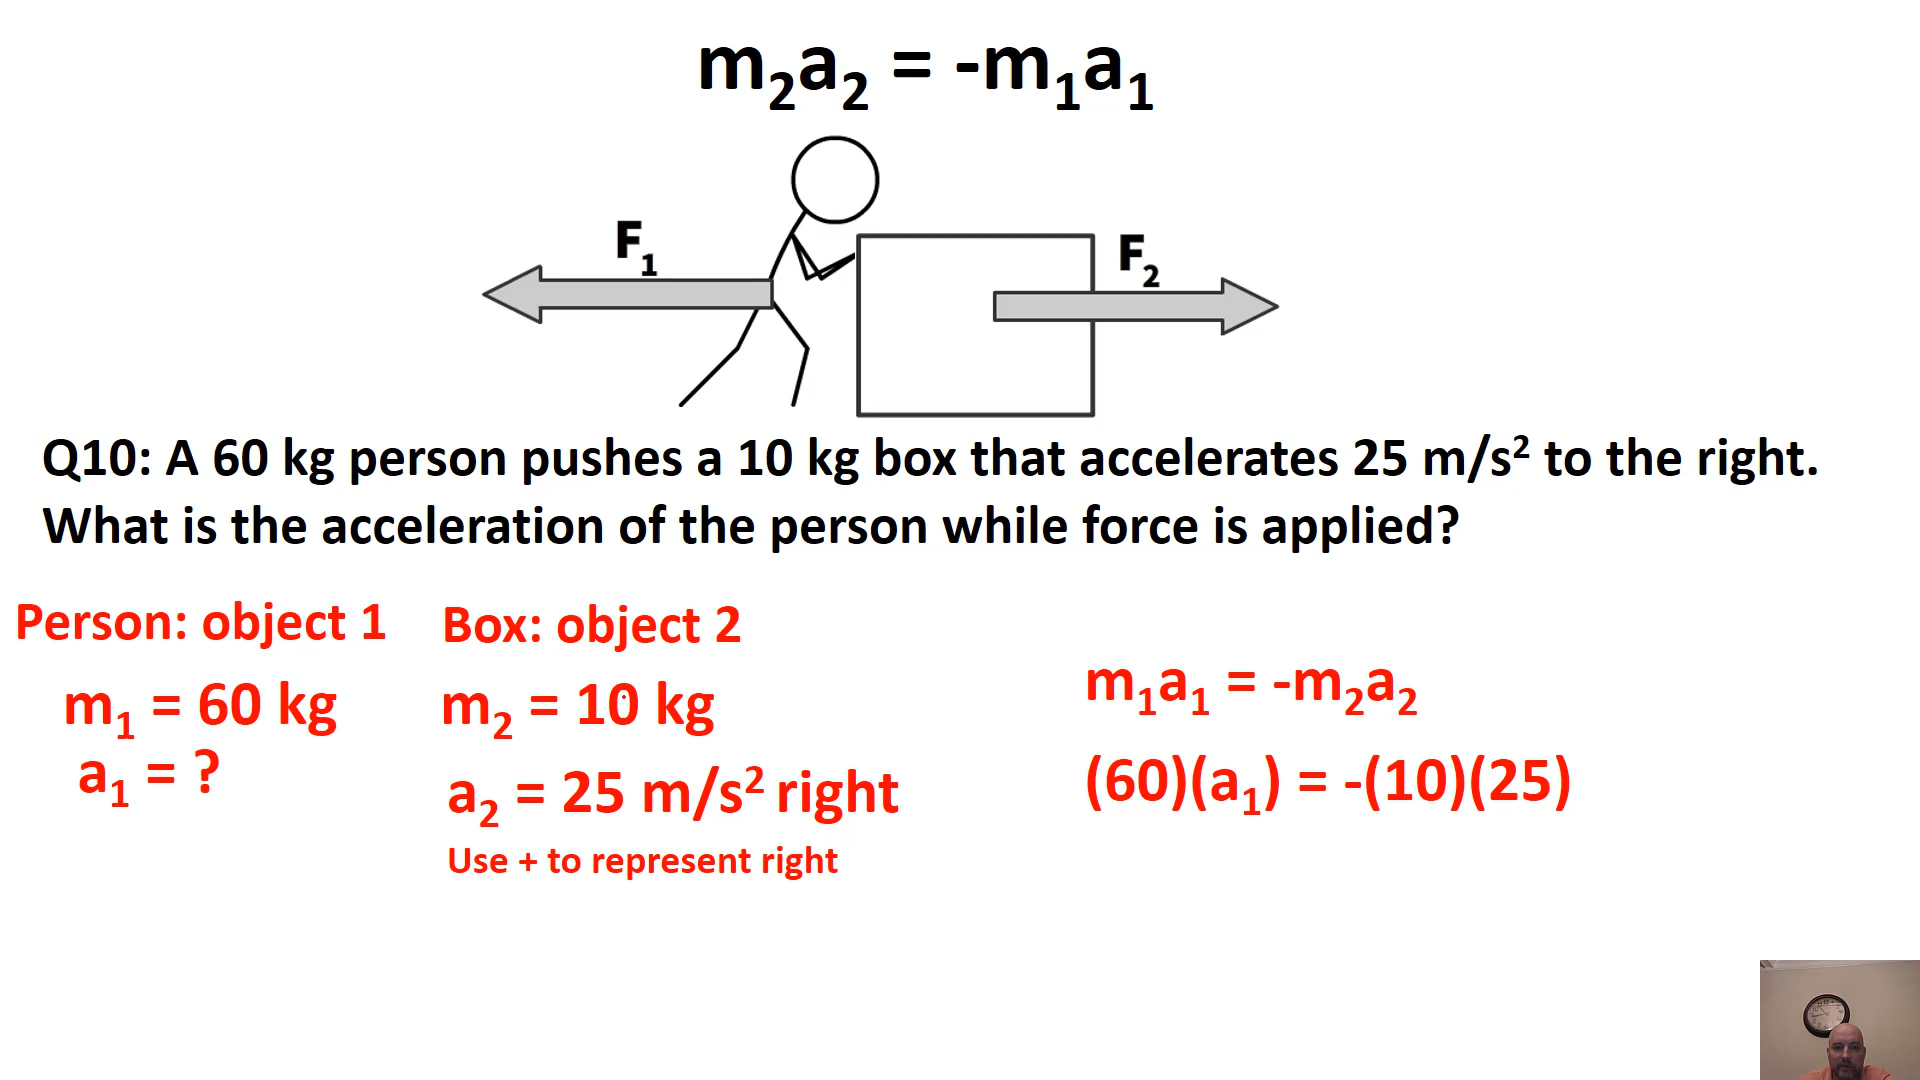 m₂a₂ = -m₁a₁
F₁
F₂
Q10: A 60 kg person pushes a 10 kg box that accelerates 25 m/s² to the right.
What is the acceleration of the person while force is applied?
Person: object 1
m₁ = 60 kg
a₁ = ?
Box: object 2
m₂ = 10 kg
a₂ = 25 m/s² right
Use + to represent right
m₁a₁ = -m₂a₂
(60)(a₁) = -(10)(25)